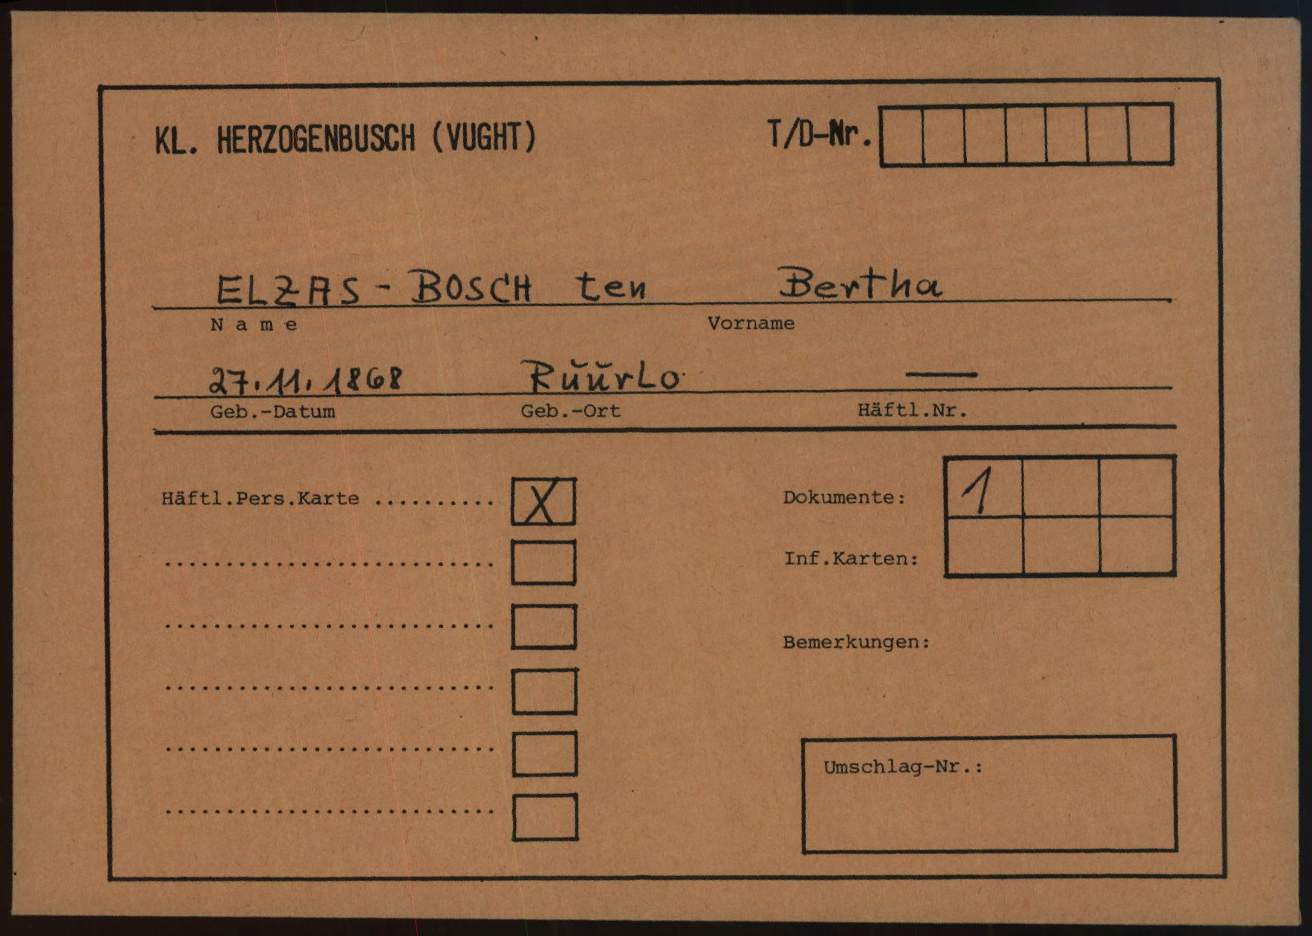 KL. HERZOGENBUSCH (VUGHT) T/D-Nr.
ELZAS - BOSCH ten Bertha
Name Vorname
27.11.1868 Rŭŭrlo —
Geb.-Datum Geb.-Ort Häftl.Nr.
Häftl.Pers.Karte .......... X Dokumente: 1
Inf.Karten:
Bemerkungen:
Umschlag-Nr.: